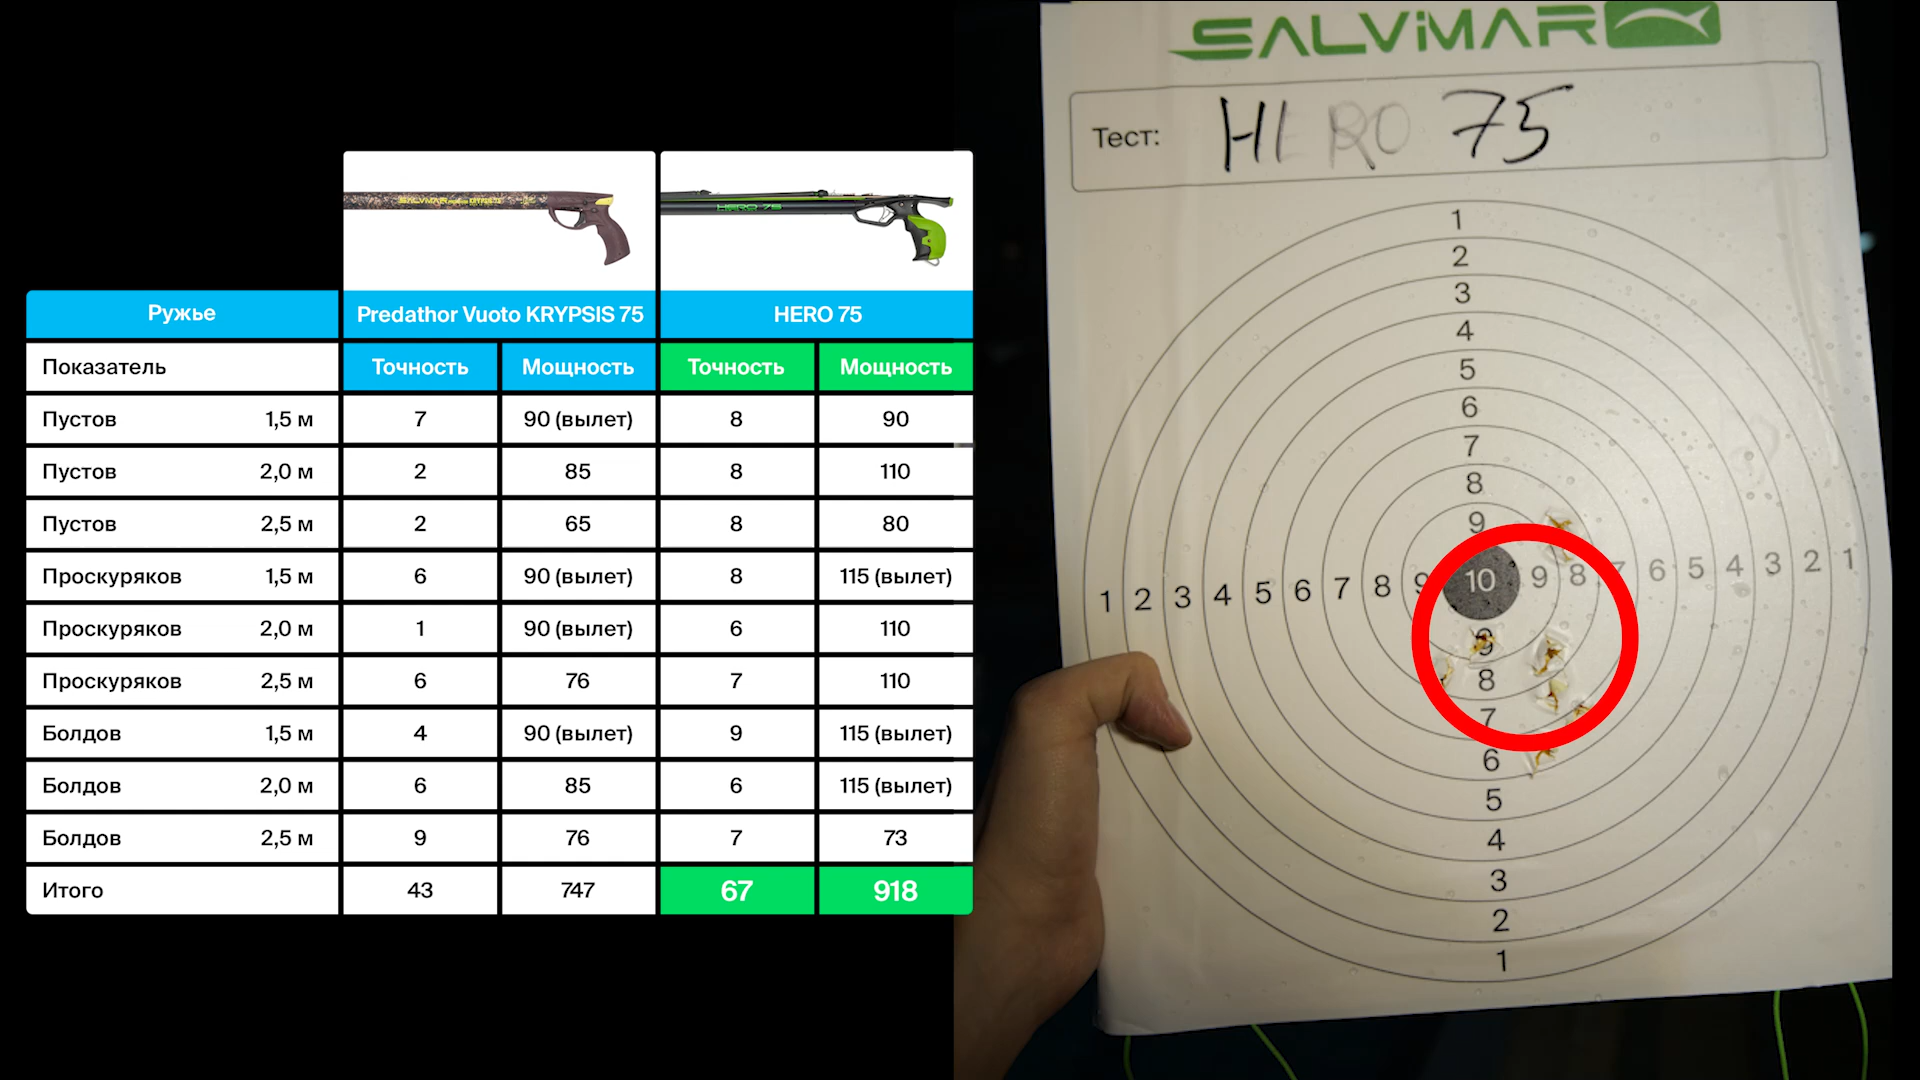 Ружье Predathor Vuoto KRYPSIS 75 HERO 75
Показатель Точность Мощность Точность Мощность
Пустов 1,5 м 7 90 (вылет) 8 90
Пустов 2,0 м 2 85 8 110
Пустов 2,5 м 2 65 8 80
Проскуряков 1,5 м 6 90 (вылет) 8 115 (вылет)
Проскуряков 2,0 м 1 90 (вылет) 6 110
Проскуряков 2,5 м 6 76 7 110
Болдов 1,5 м 4 90 (вылет) 9 115 (вылет)
Болдов 2,0 м 6 85 6 115 (вылет)
Болдов 2,5 м 9 76 7 73
Итого 43 747 67 918
SALVIMAR
Тест: HERO 75
1
2
3
4
5
6
7
8
9
1 2 3 4 5 6 7 8 9 10 9 8 7 6 5 4 3 2 1
9
8
7
6
5
4
3
2
1